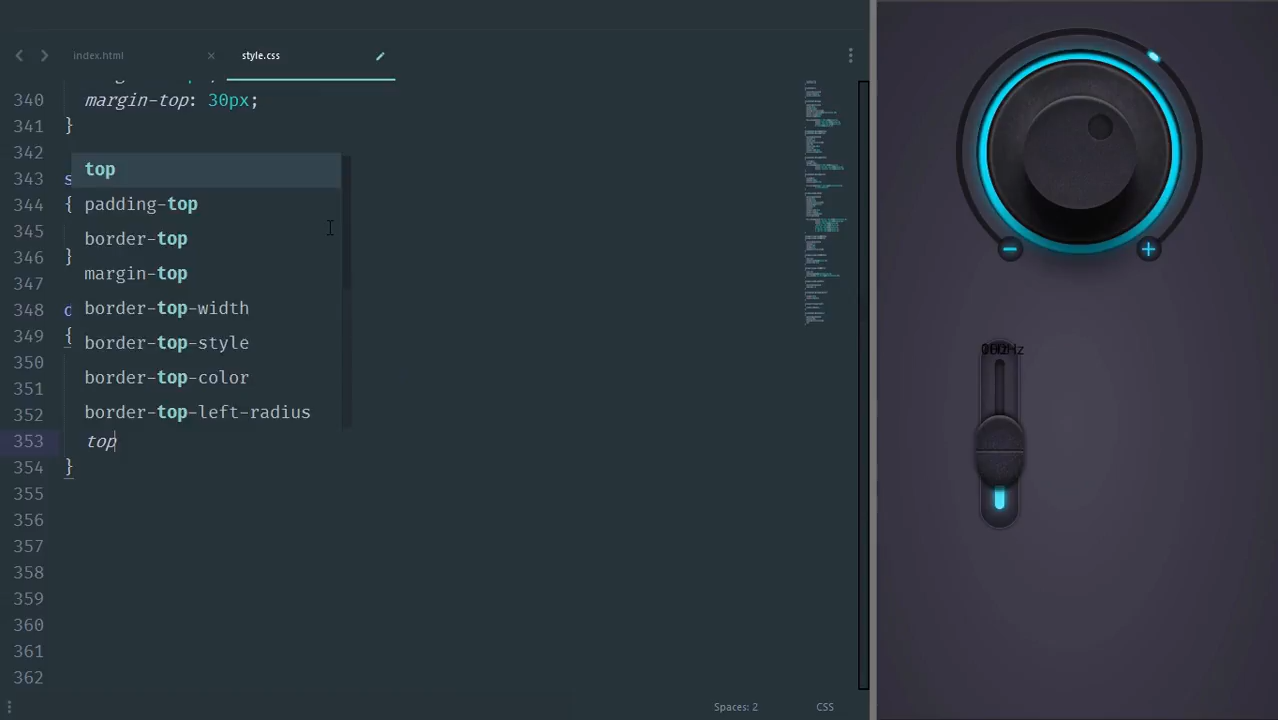 index.html
style.css
340 margin-top: 30px;
341 }
342
top
343 s
344 { padding-top
345 border-top
346 }
margin-top
347
348 d
border-top-width
349 {
border-top-style
350
border-top-color
351
352 border-top-left-radius
353 top
354 }
355
356
357
358
359
360
361
362
Spaces: 2
CSS